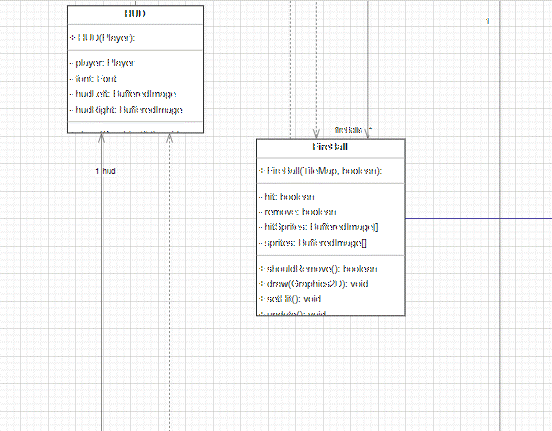 HUD
+ HUD(Player):
- player: Player
- font: Font
- hudLeft: BufferedImage
- hudRight: BufferedImage
1
1 hud
fireBalls *
FireBall
+ FireBall(TileMap, boolean):
- hit: boolean
- remove: boolean
- hitSprites: BufferedImage[]
- sprites: BufferedImage[]
+ shouldRemove(): boolean
+ draw(Graphics2D): void
+ setHit(): void
+ update(): void